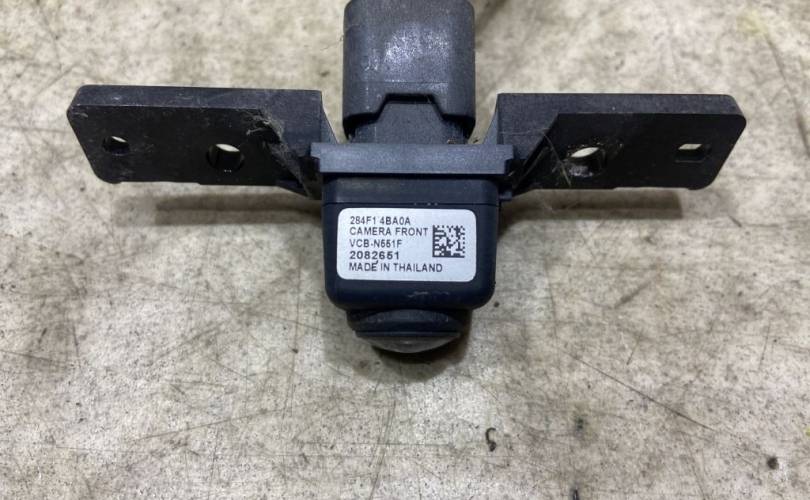 284F1 4BA0A
CAMERA FRONT
VCB-N551F
2082651
MADE IN THAILAND